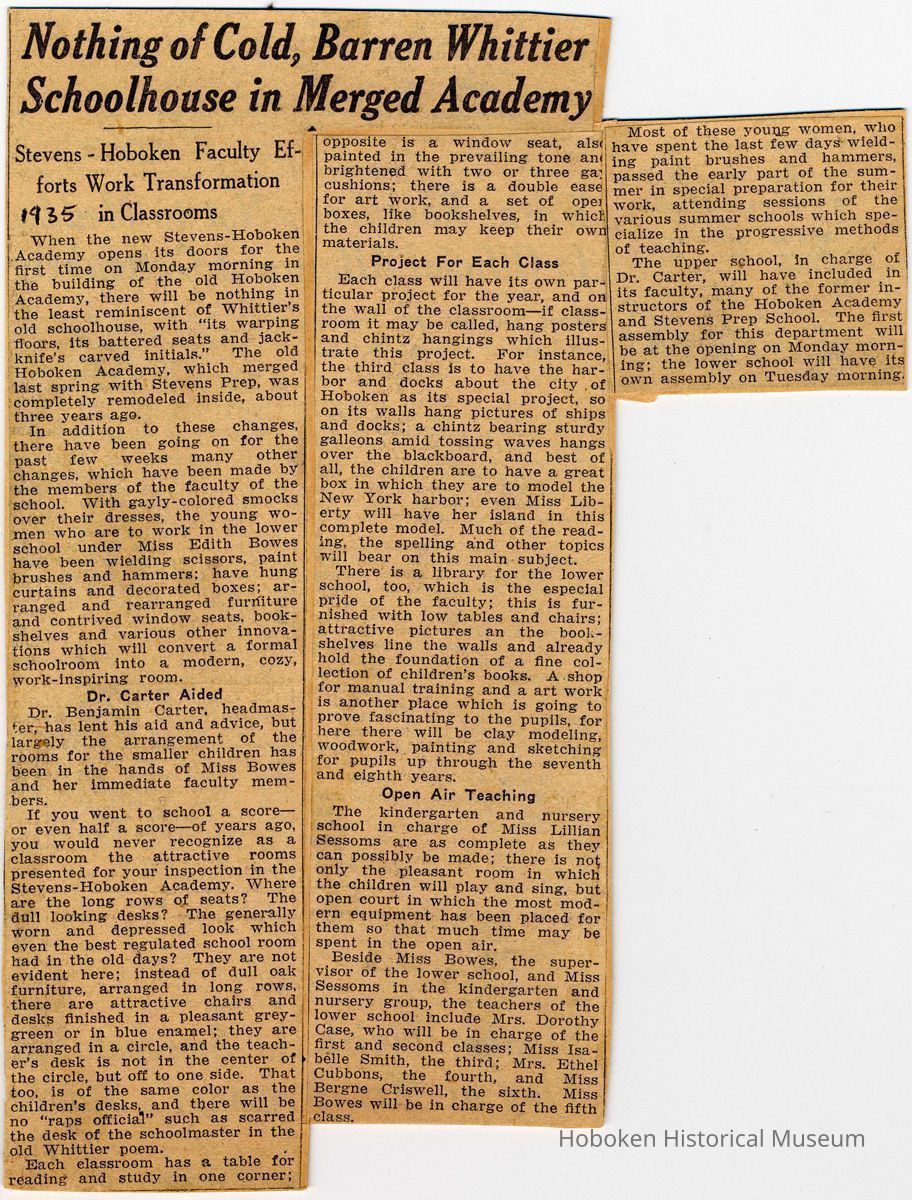 Nothing of Cold, Barren Whittier
Schoolhouse in Merged Academy
Stevens - Hoboken Faculty Ef-
forts Work Transformation
1935 in Classrooms
When the new Stevens-Hoboken
Academy opens its doors for the
first time on Monday morning in
the building of the old Hoboken
Academy, there will be nothing in
the least reminiscent of Whittier's
old schoolhouse, with "its warping
floors, its battered seats and jack-
knife's carved initials." The old
Hoboken Academy, which merged
last spring with Stevens Prep, was
completely remodeled inside, about
three years ago.
In addition to these changes,
there have been going on for the
past few weeks many other
changes, which have been made by
the members of the faculty of the
school. With gayly-colored smocks
over their dresses, the young wo-
men who are to work in the lower
school under Miss Edith Bowes
have been wielding scissors, paint
brushes and hammers; have hung
curtains and decorated boxes; ar-
ranged and rearranged furniture
and contrived window seats, book-
shelves and various other innova-
tions which will convert a formal
schoolroom into a modern, cozy,
work-inspiring room.
Dr. Carter Aided
Dr. Benjamin Carter, headmas-
ter, has lent his aid and advice, but
largely the arrangement of the
rooms for the smaller children has
been in the hands of Miss Bowes
and her immediate faculty mem-
bers.
If you went to school a score—
or even half a score—of years ago,
you would never recognize as a
classroom the attractive rooms
presented for your inspection in the
Stevens-Hoboken Academy. Where
are the long rows of seats? The
dull looking desks? The generally
worn and depressed look which
even the best regulated school room
had in the old days? They are not
evident here; instead of dull oak
furniture, arranged in long rows,
there are attractive chairs and
desks finished in a pleasant grey-
green or in blue enamel; they are
arranged in a circle, and the teach-
er's desk is not in the center of
the circle, but off to one side. That
too, is of the same color as the
children's desks, and there will be
no "raps official" such as scarred
the desk of the schoolmaster in the
old Whittier poem.
Each classroom has a table for
reading and study in one corner;
opposite is a window seat, also
painted in the prevailing tone an
brightened with two or three ga
cushions; there is a double ease
for art work, and a set of ope
boxes, like bookshelves, in which
the children may keep their own
materials.
Project For Each Class
Each class will have its own par-
ticular project for the year, and on
the wall of the classroom—if class-
room it may be called, hang posters
and chintz hangings which illus-
trate this project. For instance,
the third class is to have the har-
bor and docks about the city of
Hoboken as its special project, so
on its walls hang pictures of ships
and docks; a chintz bearing sturdy
galleons amid tossing waves hangs
over the blackboard, and best of
all, the children are to have a great
box in which they are to model the
New York harbor; even Miss Lib-
erty will have her island in this
complete model. Much of the read-
ing, the spelling and other topics
will bear on this main subject.
There is a library for the lower
school, too, which is the especial
pride of the faculty; this is fur-
nished with low tables and chairs;
attractive pictures an the book-
shelves line the walls and already
hold the foundation of a fine col-
lection of children's books. A shop
for manual training and a art work
is another place which is going to
prove fascinating to the pupils, for
here there will be clay modeling,
woodwork, painting and sketching
for pupils up through the seventh
and eighth years.
Open Air Teaching
The kindergarten and nursery
school in charge of Miss Lillian
Sessoms are as complete as they
can possibly be made; there is not
only the pleasant room in which
the children will play and sing, but
open court in which the most mod-
ern equipment has been placed for
them so that much time may be
spent in the open air.
Beside Miss Bowes, the super-
visor of the lower school, and Miss
Sessoms in the kindergarten and
nursery group, the teachers of the
lower school include Mrs. Dorothy
Case, who will be in charge of the
first and second classes; Miss Isa-
belle Smith, the third; Mrs. Ethel
Cubbons, the fourth, and Miss
Bergne Criswell, the sixth. Miss
Bowes will be in charge of the fifth
class.
Most of these young women, who
have spent the last few days wield-
ing paint brushes and hammers,
passed the early part of the sum-
mer in special preparation for their
work, attending sessions of the
various summer schools which spe-
cialize in the progressive methods
of teaching.
The upper school, in charge of
Dr. Carter, will have included in
its faculty, many of the former in-
structors of the Hoboken Academy
and Stevens Prep School. The first
assembly for this department will
be at the opening on Monday morn-
ing; the lower school will have its
own assembly on Tuesday morning.
Hoboken Historical Museum